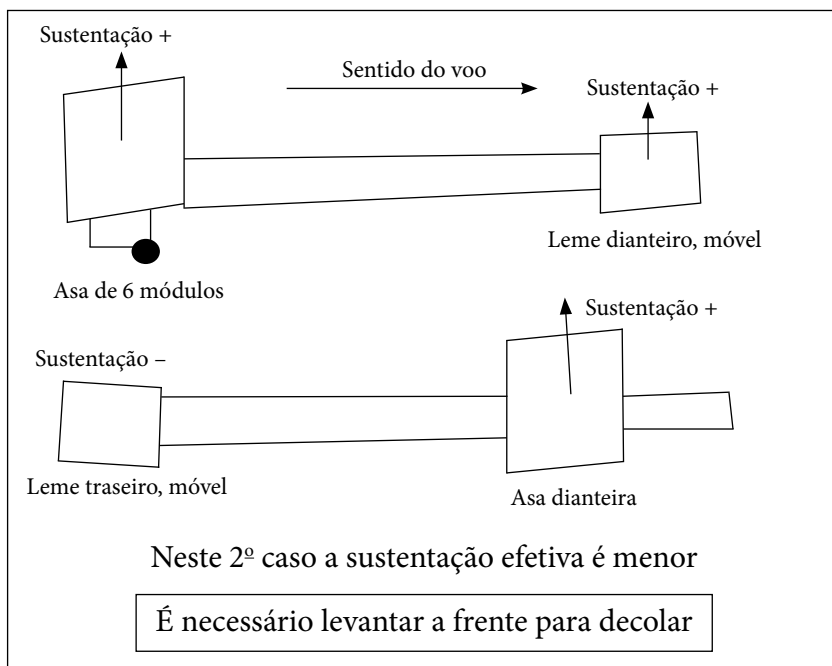 Sustentação +
Sentido do voo
Sustentação +
Leme dianteiro, móvel
Asa de 6 módulos
Sustentação +
Sustentação –
Leme traseiro, móvel
Asa dianteira
Neste 2º caso a sustentação efetiva é menor
É necessário levantar a frente para decolar